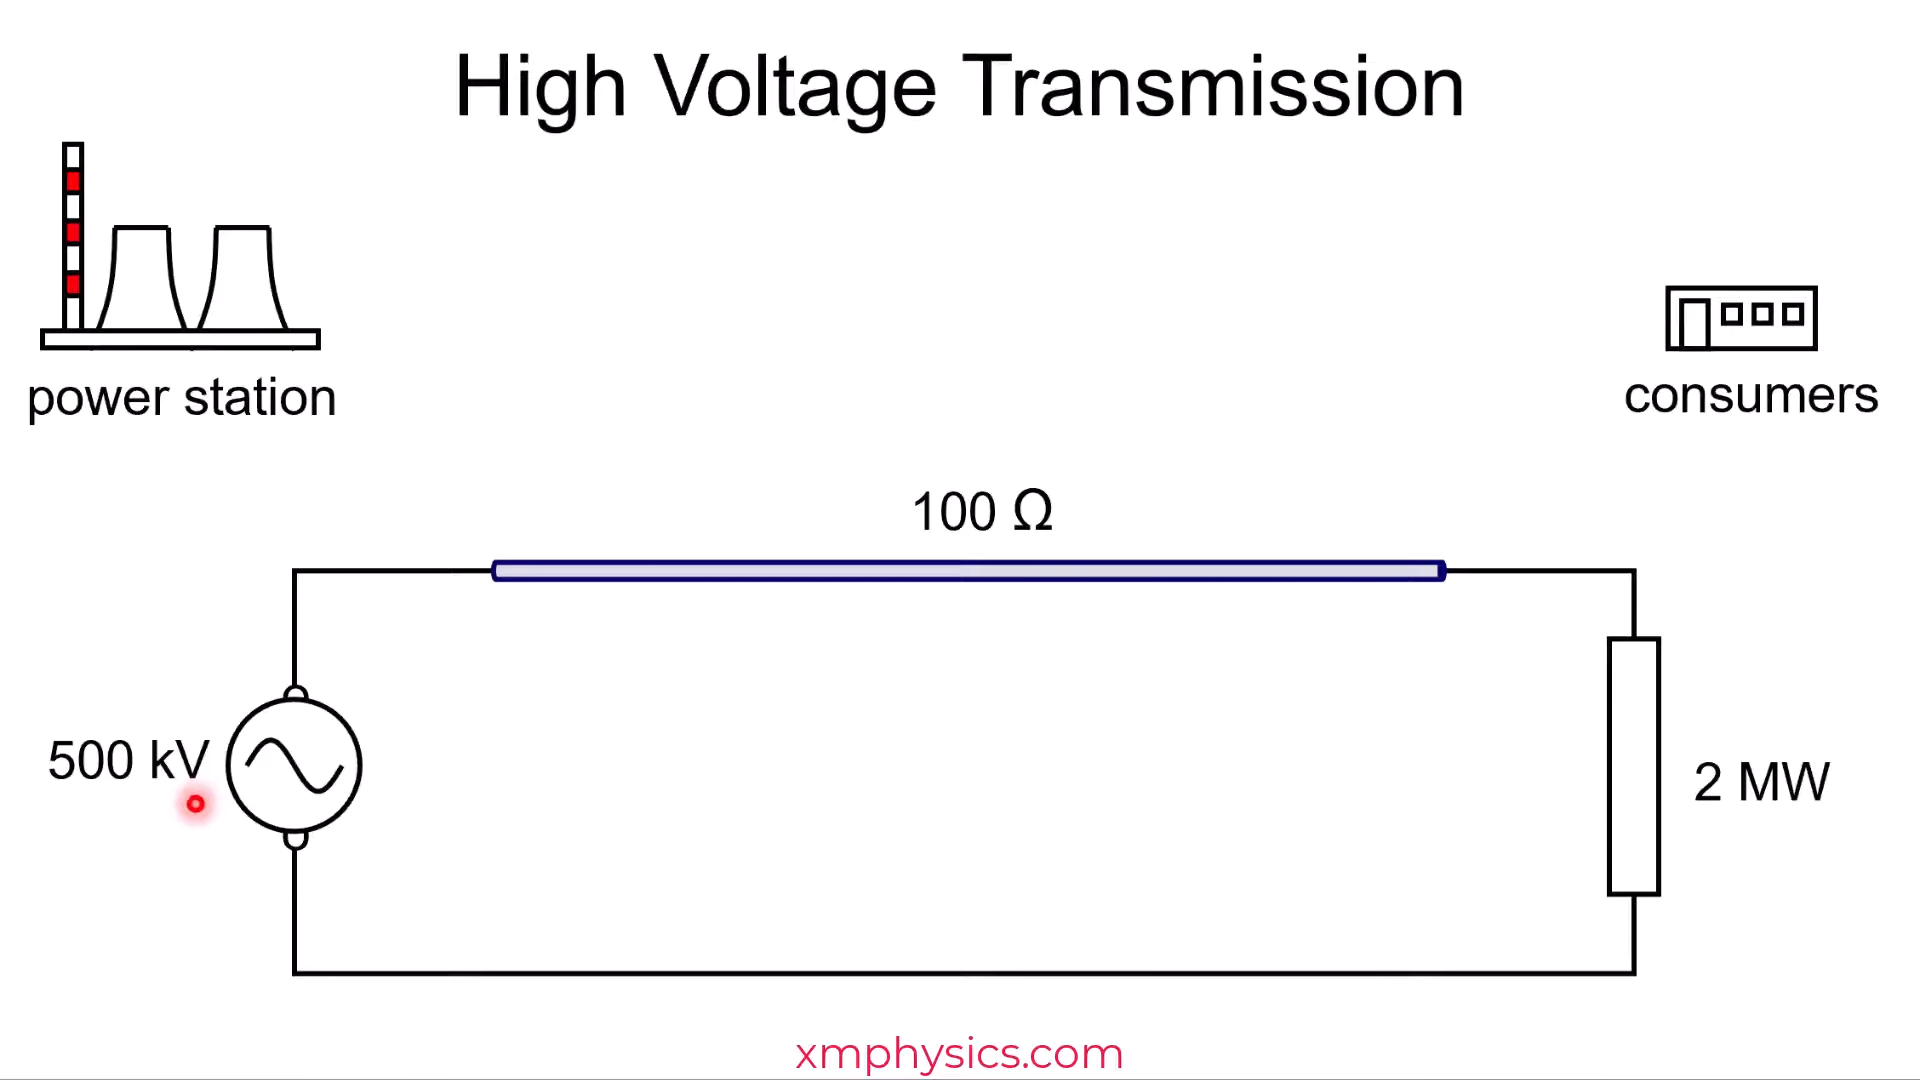 High Voltage Transmission
power station
consumers
100 Ω
500 kV
2 MW
xmphysics.com